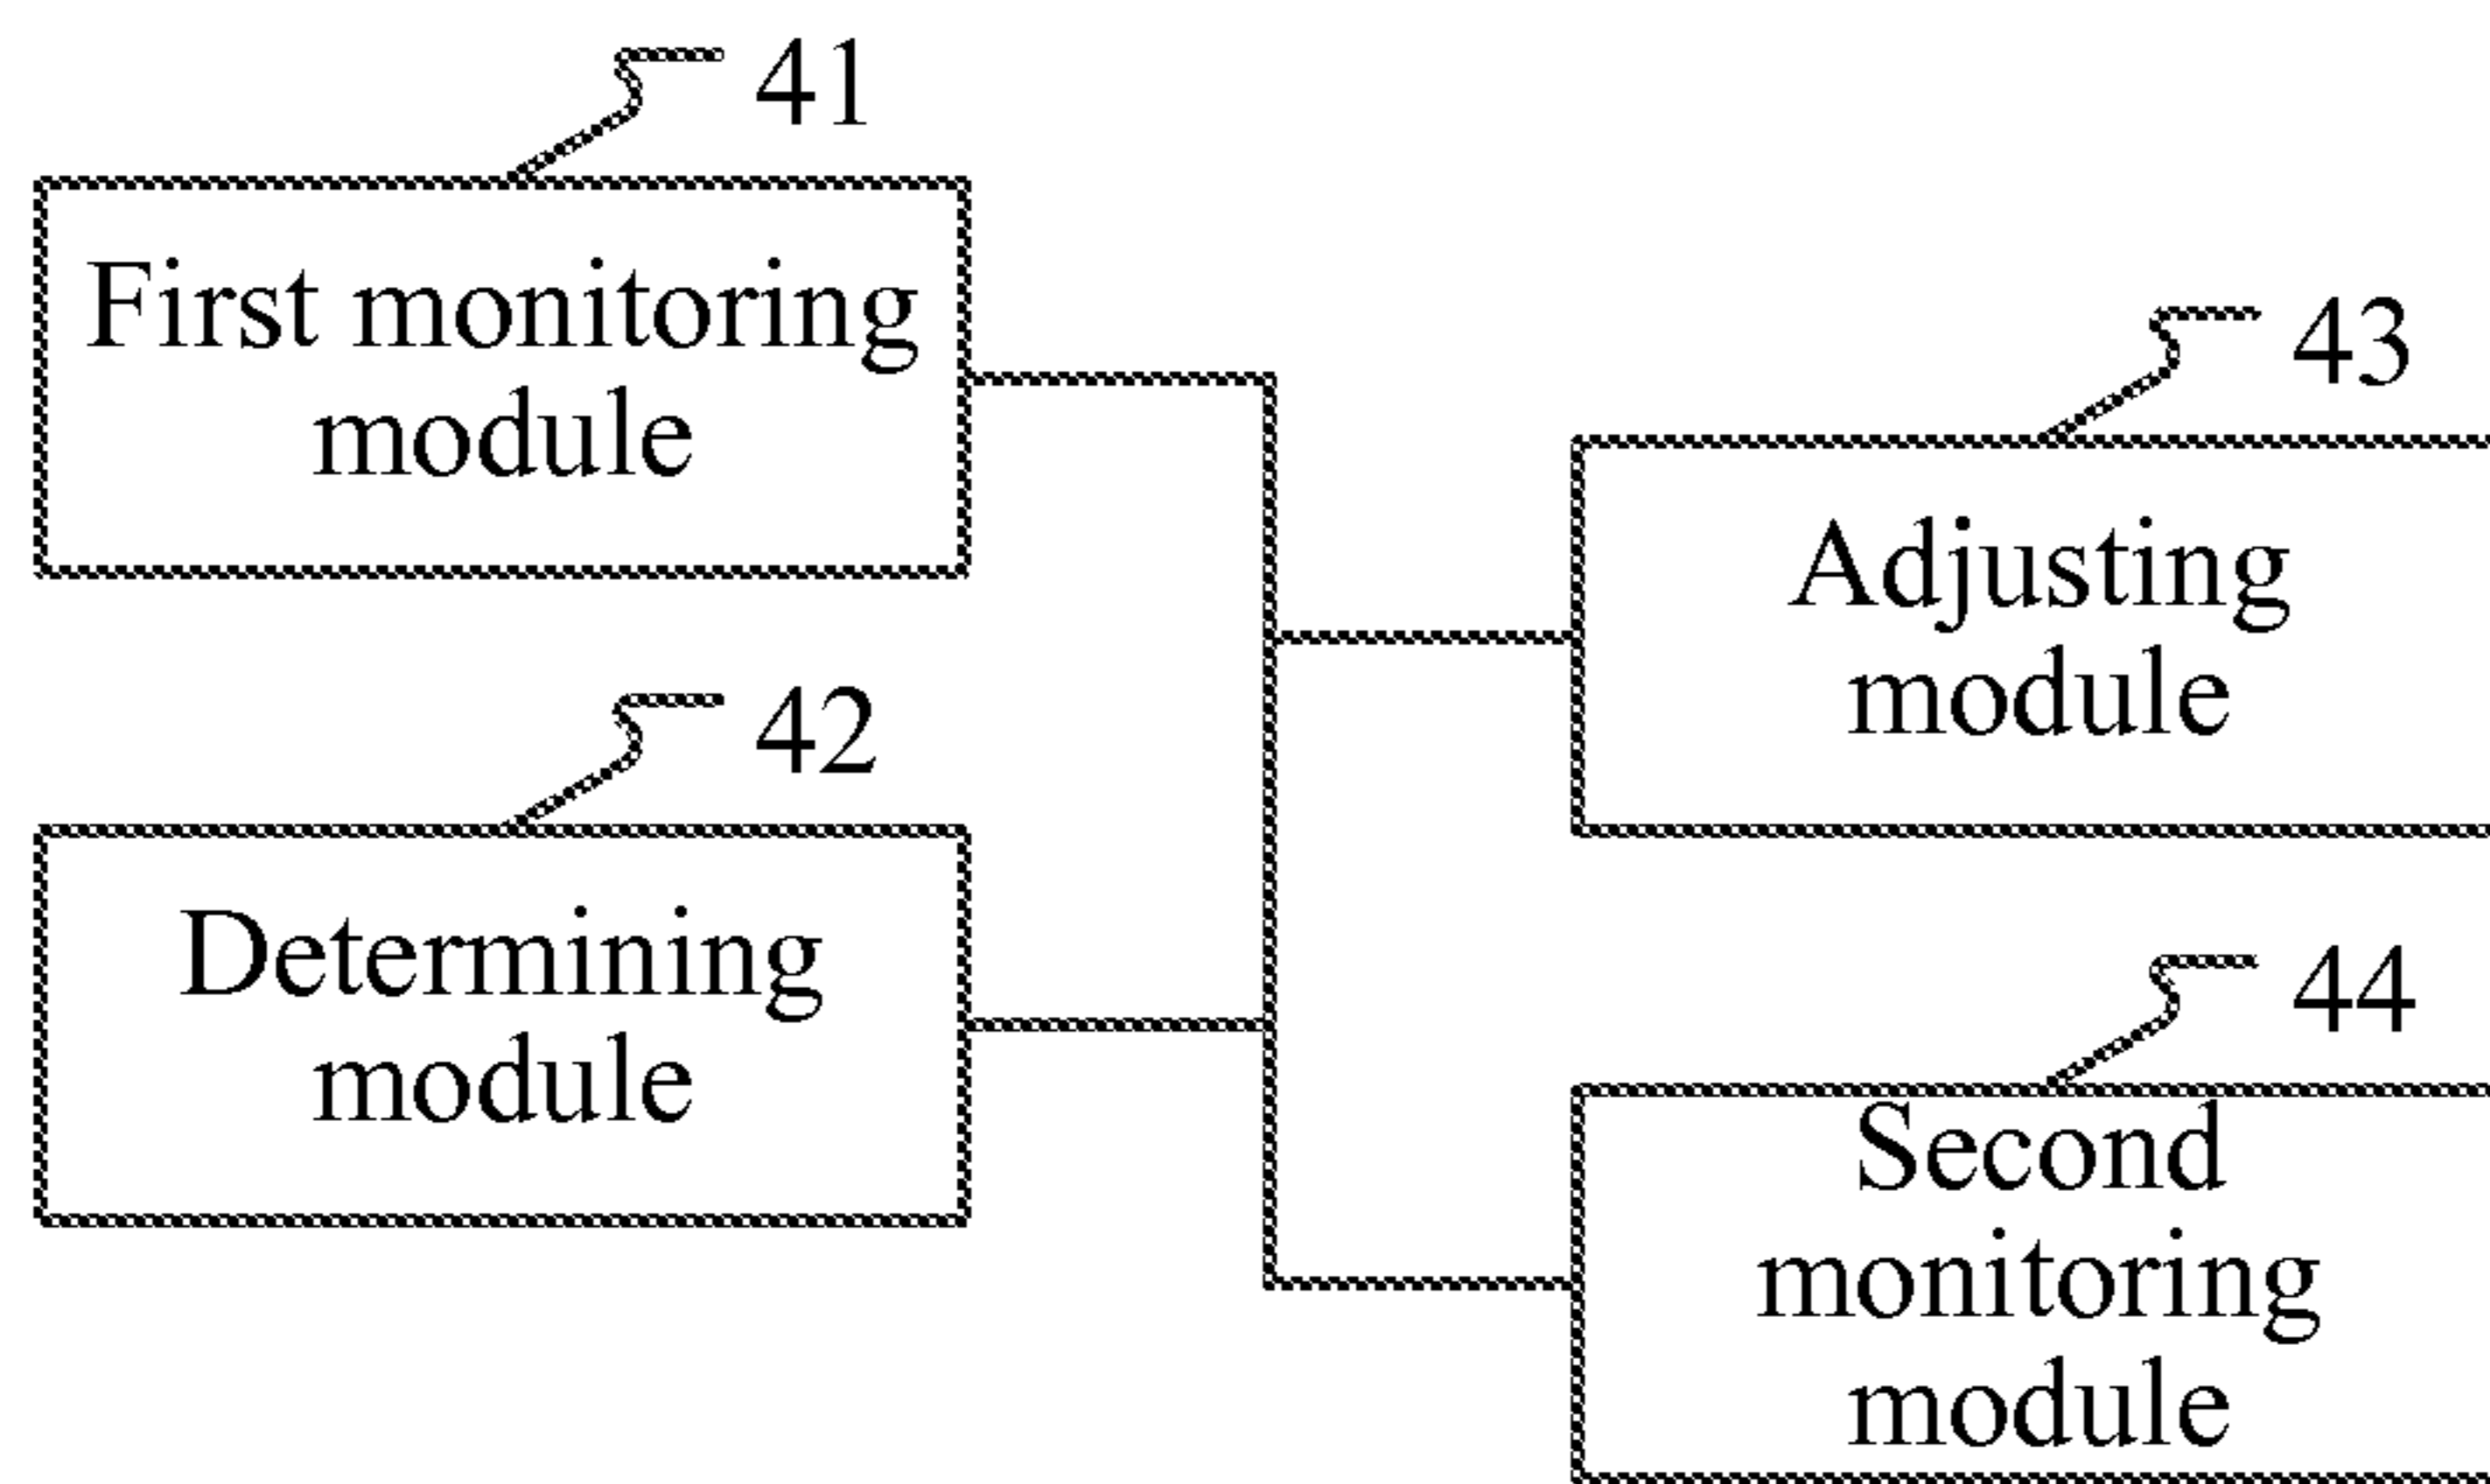 41
First monitoring
module
43
Adjusting
module
42
Determining
module
44
Second
monitoring
module